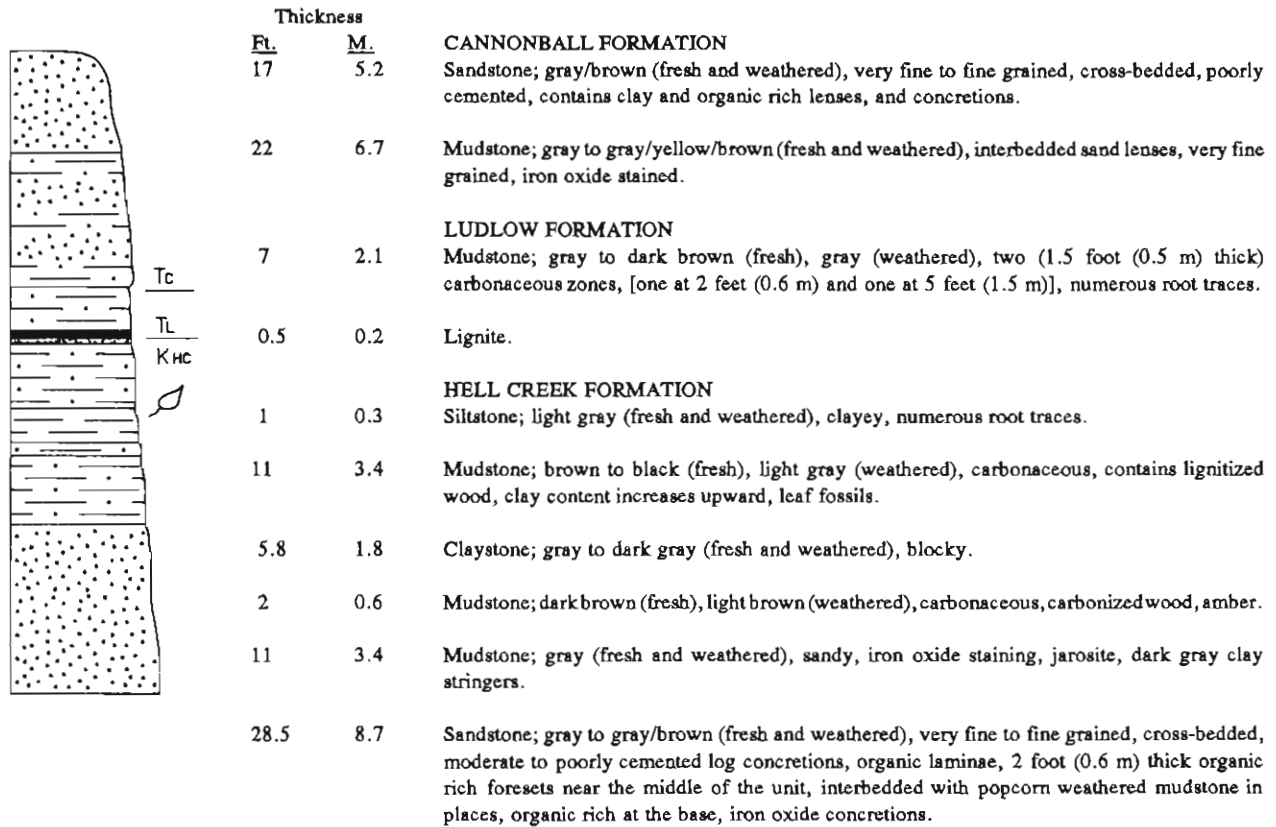 Thickness
Ft. M. CANNONBALL FORMATION
17 5.2 Sandstone; gray/brown (fresh and weathered), very fine to fine grained, cross-bedded, poorly
cemented, contains clay and organic rich lenses, and concretions.
22 6.7 Mudstone; gray to gray/yellow/brown (fresh and weathered), interbedded sand lenses, very fine
grained, iron oxide stained.
LUDLOW FORMATION
7 2.1 Mudstone; gray to dark brown (fresh), gray (weathered), two (1.5 foot (0.5 m) thick)
carbonaceous zones, [one at 2 feet (0.6 m) and one at 5 feet (1.5 m)], numerous root traces.
Tc
TL
0.5 0.2 Lignite.
KHC
HELL CREEK FORMATION
1 0.3 Siltstone; light gray (fresh and weathered), clayey, numerous root traces.
11 3.4 Mudstone; brown to black (fresh), light gray (weathered), carbonaceous, contains lignitized
wood, clay content increases upward, leaf fossils.
5.8 1.8 Claystone; gray to dark gray (fresh and weathered), blocky.
2 0.6 Mudstone; dark brown (fresh), light brown (weathered), carbonaceous, carbonized wood, amber.
11 3.4 Mudstone; gray (fresh and weathered), sandy, iron oxide staining, jarosite, dark gray clay
stringers.
28.5 8.7 Sandstone; gray to gray/brown (fresh and weathered), very fine to fine grained, cross-bedded,
moderate to poorly cemented log concretions, organic laminae, 2 foot (0.6 m) thick organic
rich foresets near the middle of the unit, interbedded with popcorn weathered mudstone in
places, organic rich at the base, iron oxide concretions.